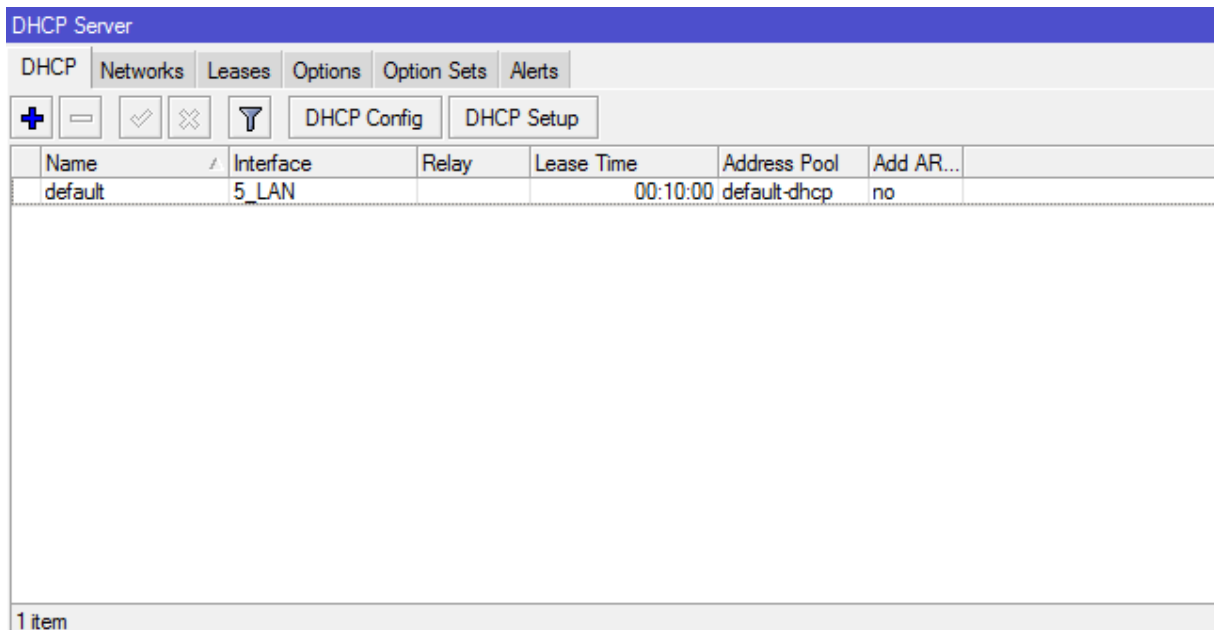 DHCP Server
DHCP Networks Leases Options Option Sets Alerts
DHCP Config DHCP Setup
Name Interface Relay Lease Time Address Pool Add AR...
default 5_LAN 00:10:00 default-dhcp no
1 item